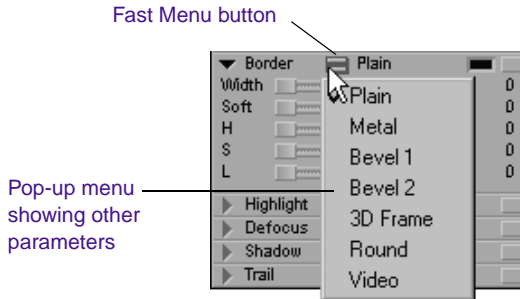 Fast Menu button
Border Plain
Width 0
Soft 0
H 0
S 0
L 0
Highlight
Defocus
Shadow
Trail
Plain
Metal
Bevel 1
Bevel 2
3D Frame
Round
Video
Pop-up menu
showing other
parameters